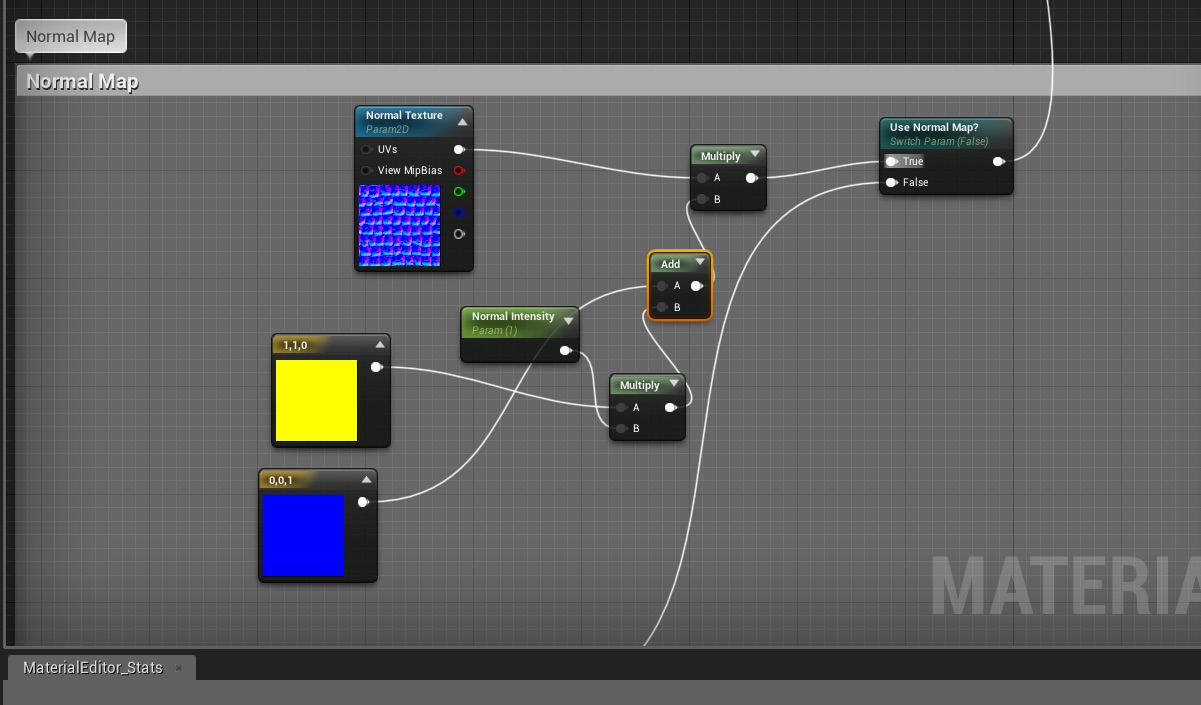 Normal Map
Normal Map
Normal Texture
Param2D
UVs
View MipBias
Multiply
A
B
Use Normal Map?
Switch Param (False)
True
False
Add
A
B
Normal Intensity
Param (1)
1,1,0
Multiply
A
B
0,0,1
MATERIA
MaterialEditor_Stats